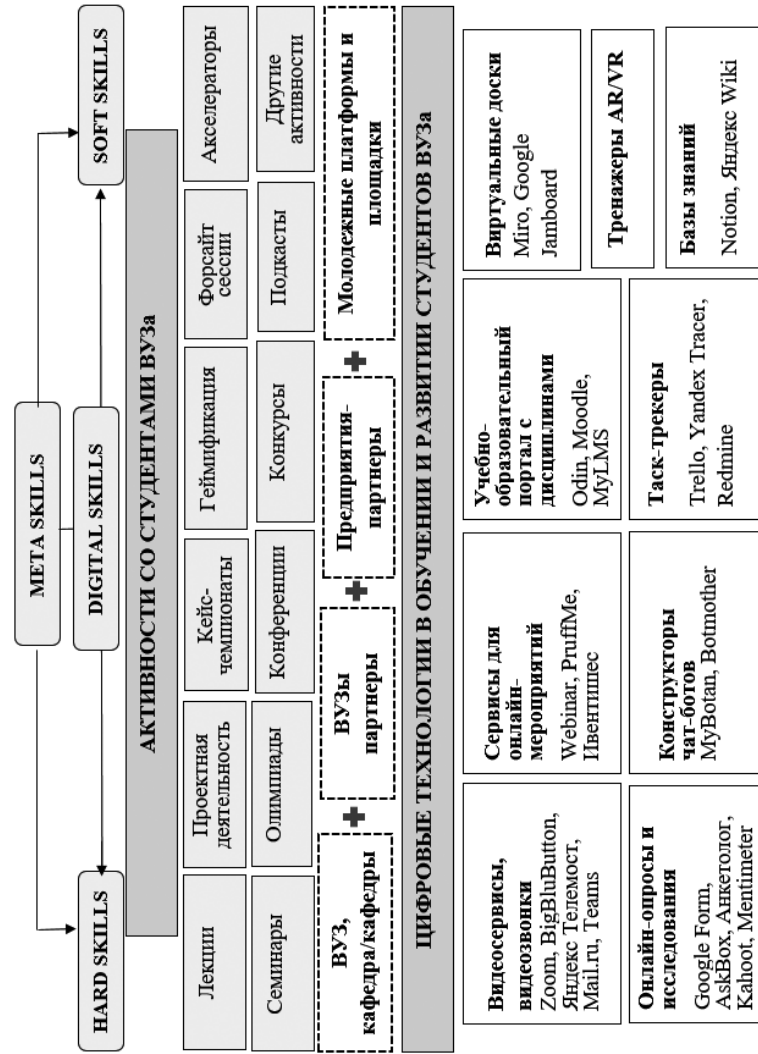 META SKILLS
HARD SKILLS
DIGITAL SKILLS
SOFT SKILLS
АКТИВНОСТИ СО СТУДЕНТАМИ ВУЗа
Лекции
Проектная
деятельность
Кейс-
чемпионаты
Геймификация
Форсайт
сессии
Акселераторы
Семинары
Олимпиады
Конференции
Конкурсы
Подкасты
Другие
активности
ВУЗ,
кафедра/кафедры
ВУЗы
партнеры
Предприятия-
партнеры
Молодежные платформы и
площадки
ЦИФРОВЫЕ ТЕХНОЛОГИИ В ОБУЧЕНИИ И РАЗВИТИИ СТУДЕНТОВ ВУЗа
Видеосервисы,
видеозвонки
Zoom, BigBluButton,
Яндекс Телемост,
Mail.ru, Teams
Сервисы для
онлайн-
мероприятий
Webinar, PruffMe,
Ивентишес
Учебно-
образовательный
портал с
дисциплинами
Odin, Moodle,
MyLMS
Виртуальные доски
Miro, Google
Jamboard
Тренажеры AR/VR
Онлайн-опросы и
исследования
Google Form,
AskBox, Анкетолог,
Kahoot, Mentimeter
Конструкторы
чат-ботов
MyBotan, Botmother
Таск-трекеры
Trello, Yandex Tracer,
Redmine
Базы знаний
Notion, Яндекс Wiki